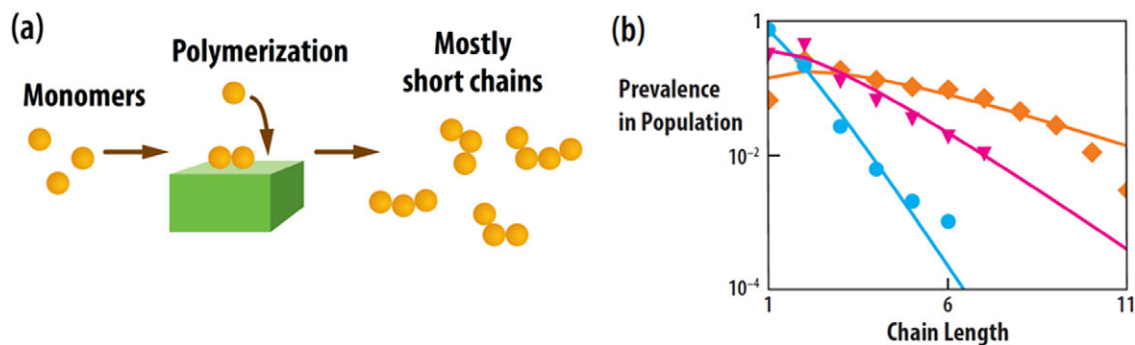 (a)
Monomers
Polymerization
Mostly
short chains
(b)
Prevalence
in Population
1
10⁻²
10⁻⁴
1
6
11
Chain Length